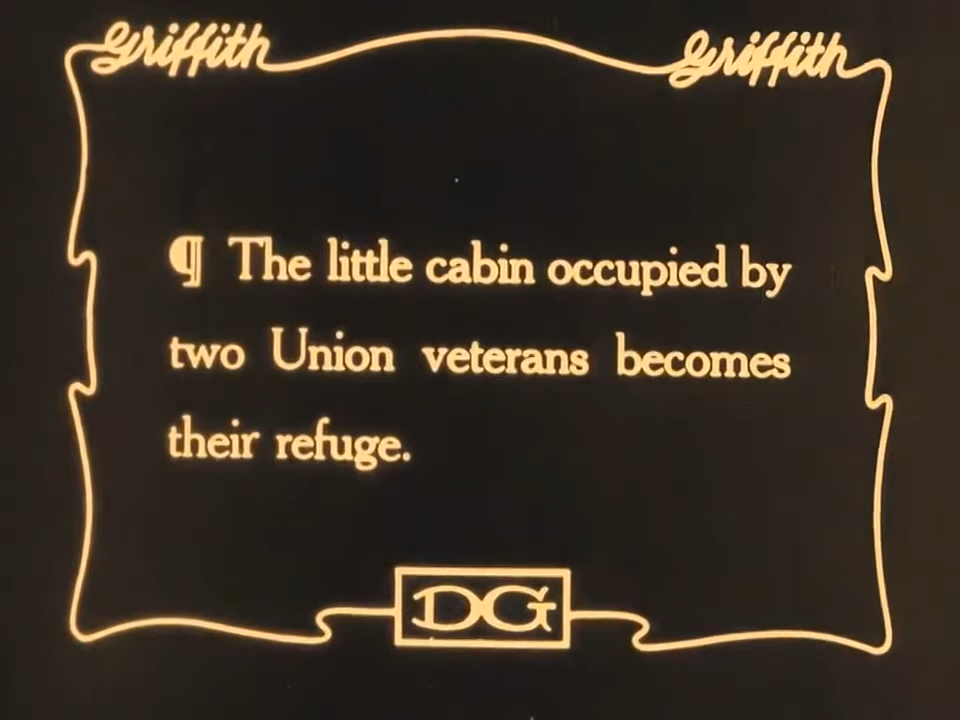 Griffith Griffith
¶ The little cabin occupied by
two Union veterans becomes
their refuge.
DG